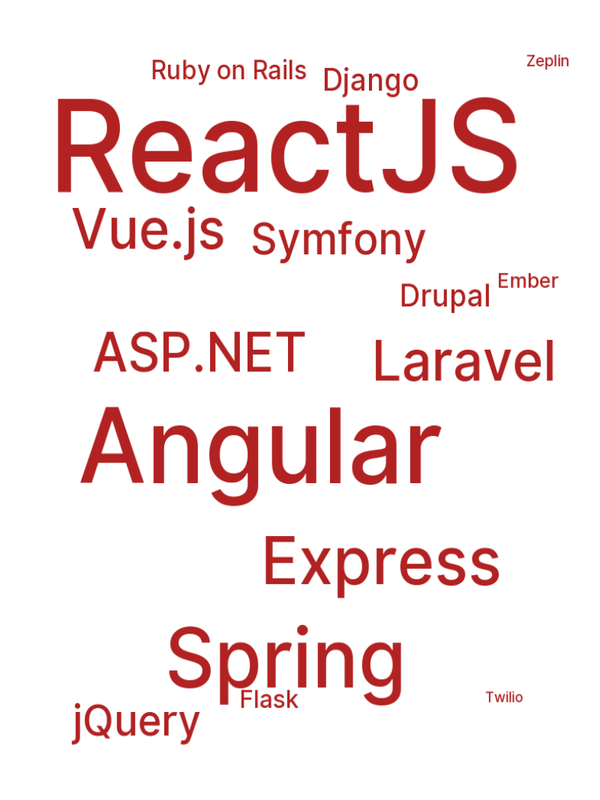 Zeplin
Ruby on Rails
Django
ReactJS
Vue.js
Symfony
Ember
Drupal
ASP.NET
Laravel
Angular
Express
Spring
Flask
Twilio
jQuery